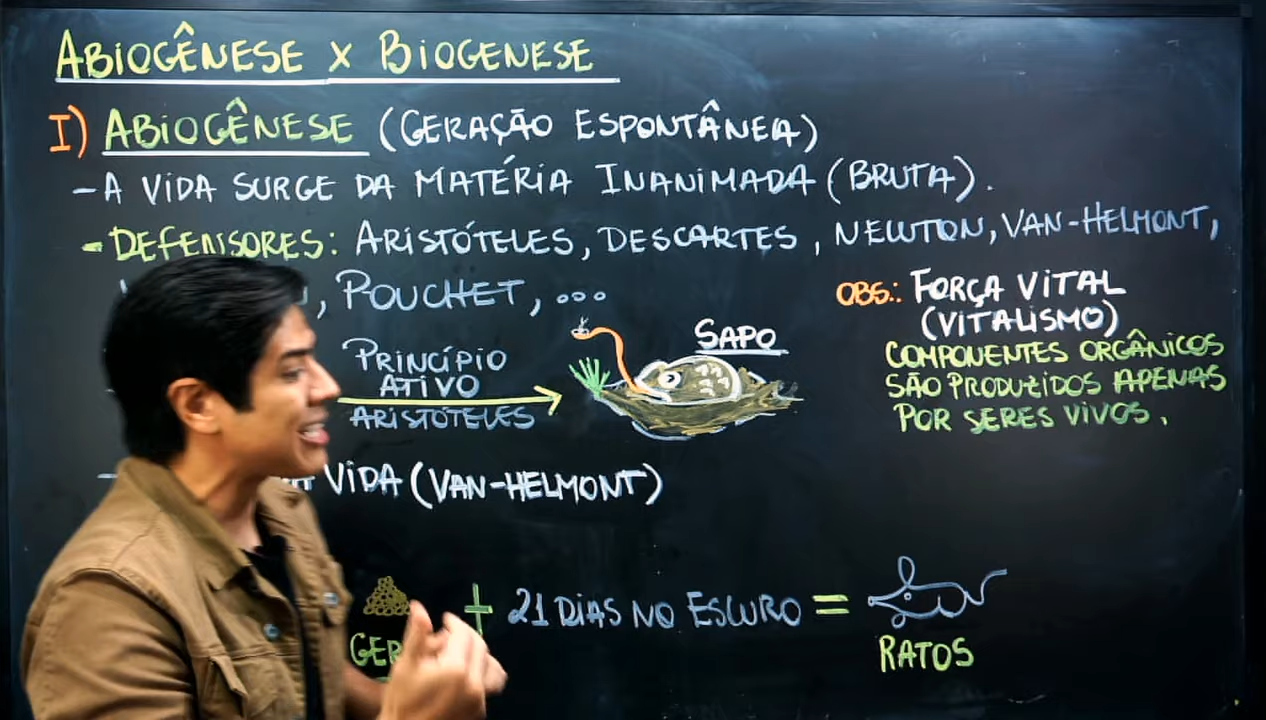 ABIOGÊNESE X BIOGENESE
I) ABIOGÊNESE (GERAÇÃO ESPONTÂNEA)
- A VIDA SURGE DA MATÉRIA INANIMADA (BRUTA).
- DEFENSORES: ARISTÓTELES, DESCARTES, NEWTON, VAN-HELMONT,
, POUCHET, ...
OBS.: FORÇA VITAL
(VITALISMO)
COMPONENTES ORGÂNICOS
SÃO PRODUZIDOS APENAS
POR SERES VIVOS.
PRINCÍPIO
ATIVO
ARISTÓTELES
SAPO
VIDA (VAN-HELMONT)
+ 21 DIAS NO ESCURO =
GER
RATOS